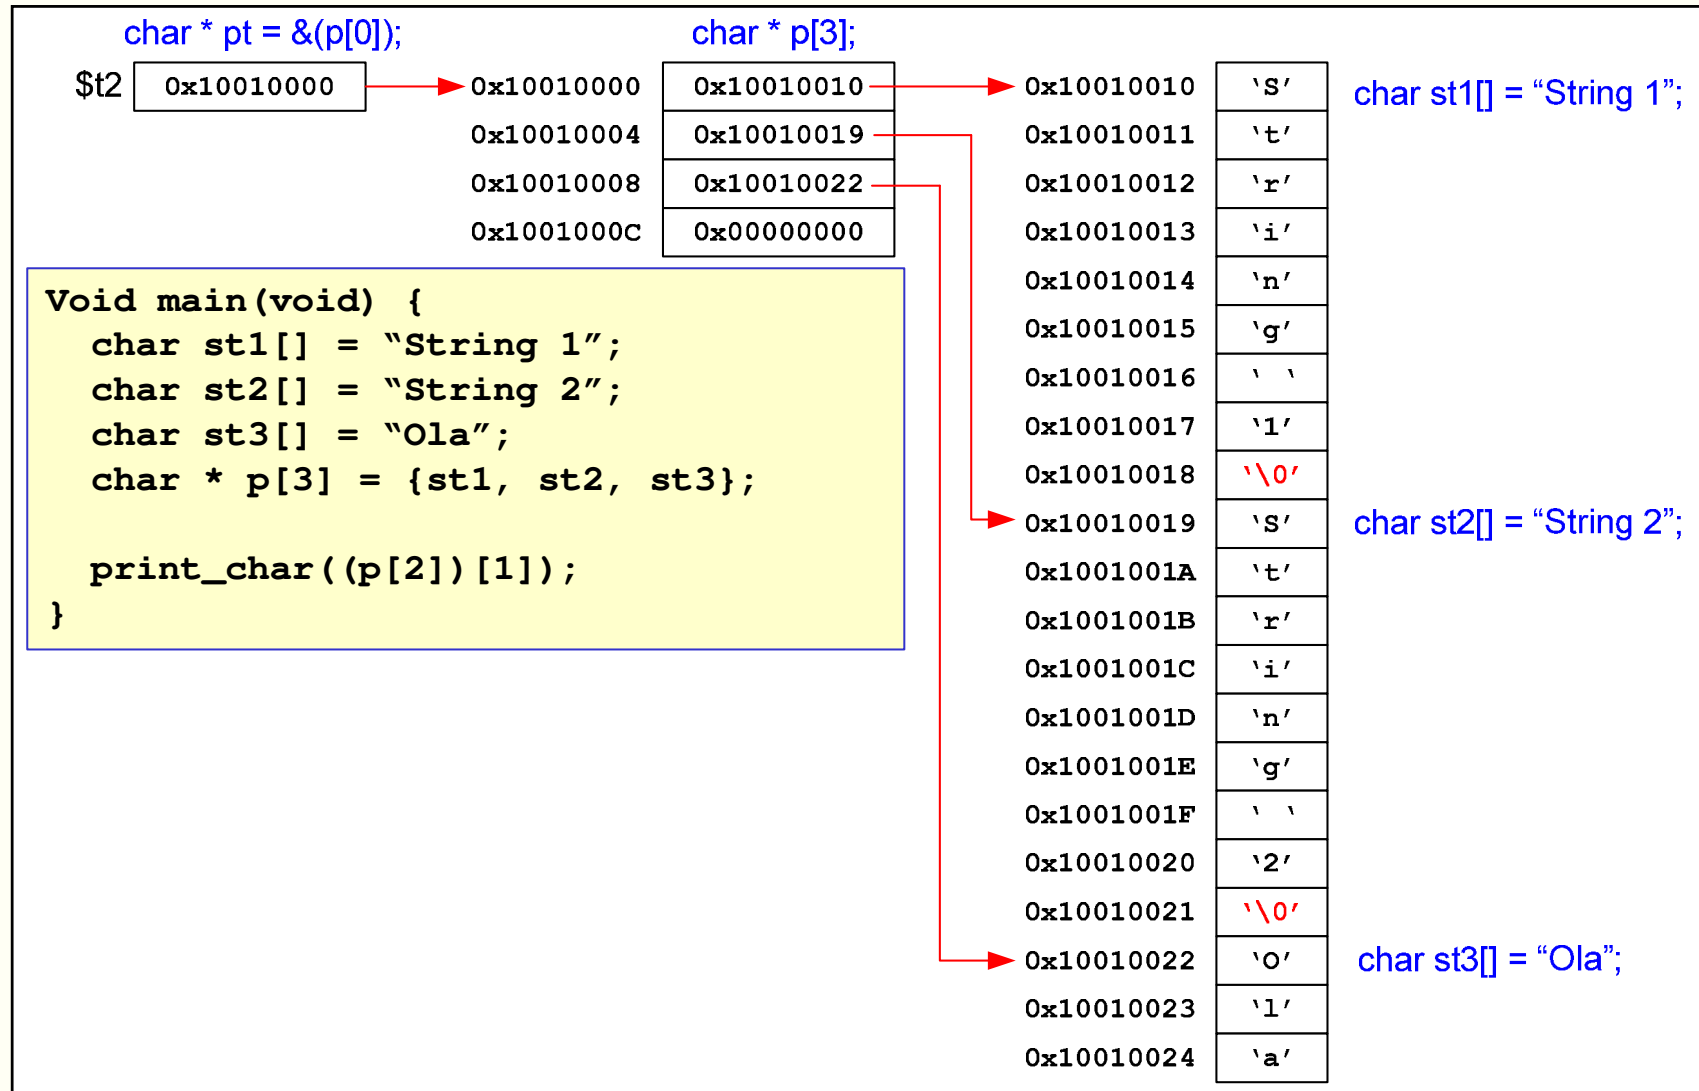 char * pt = &(p[0]); char * p[3];
$t2 0x10010000 0x10010000 0x10010010 0x10010010 ‘S’ char st1[] = “String 1”;
0x10010004 0x10010019 0x10010011 ‘t’
0x10010008 0x10010022 0x10010012 ‘r’
0x1001000C 0x00000000 0x10010013 ‘i’
0x10010014 ‘n’
0x10010015 ‘g’
0x10010016 ‘ ‘
0x10010017 ‘1’
0x10010018 ‘\0’
0x10010019 ‘S’ char st2[] = “String 2”;
0x1001001A ‘t’
0x1001001B ‘r’
0x1001001C ‘i’
0x1001001D ‘n’
0x1001001E ‘g’
0x1001001F ‘ ‘
0x10010020 ‘2’
0x10010021 ‘\0’
0x10010022 ‘O’ char st3[] = “Ola”;
0x10010023 ‘l’
0x10010024 ‘a’
Void main(void) {
char st1[] = “String 1”;
char st2[] = “String 2”;
char st3[] = “Ola”;
char * p[3] = {st1, st2, st3};
print_char((p[2])[1]);
}